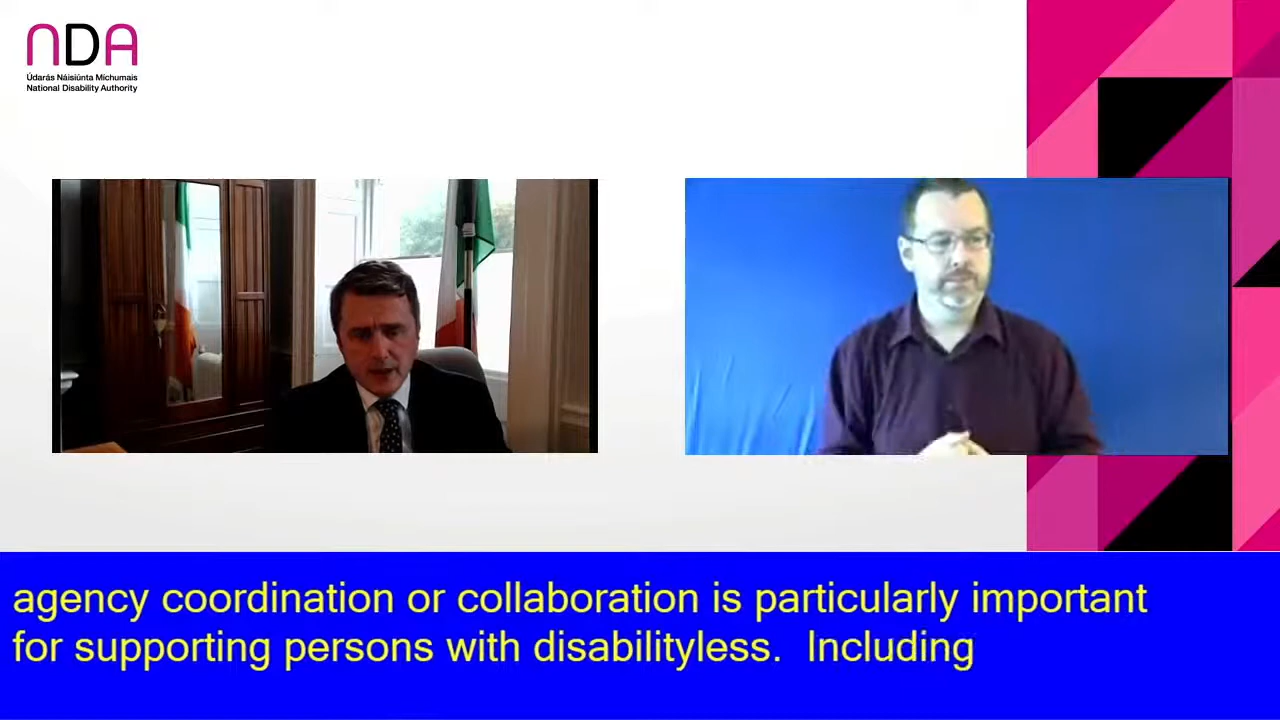 NDA
Údarás Náisiúnta Míchumais
National Disability Authority
agency coordination or collaboration is particularly important
for supporting persons with disabilityless.  Including